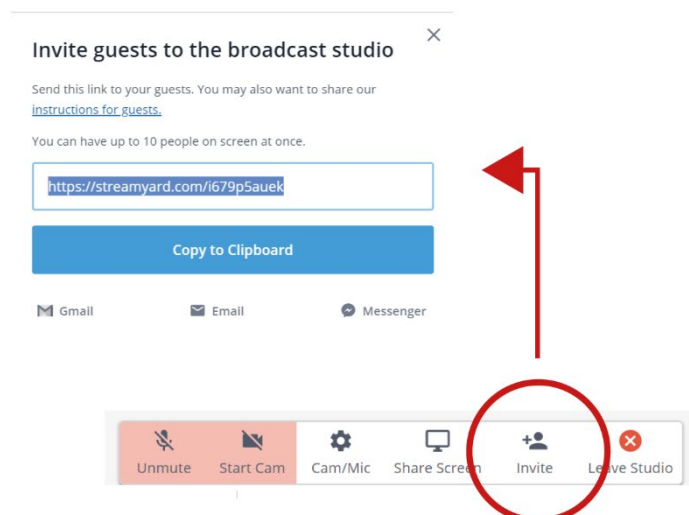 Invite guests to the broadcast studio
Send this link to your guests. You may also want to share our
instructions for guests.
You can have up to 10 people on screen at once.
https://streamyard.com/i679p5auek
Copy to Clipboard
Gmail Email Messenger
Unmute Start Cam Cam/Mic Share Screen Invite Leave Studio